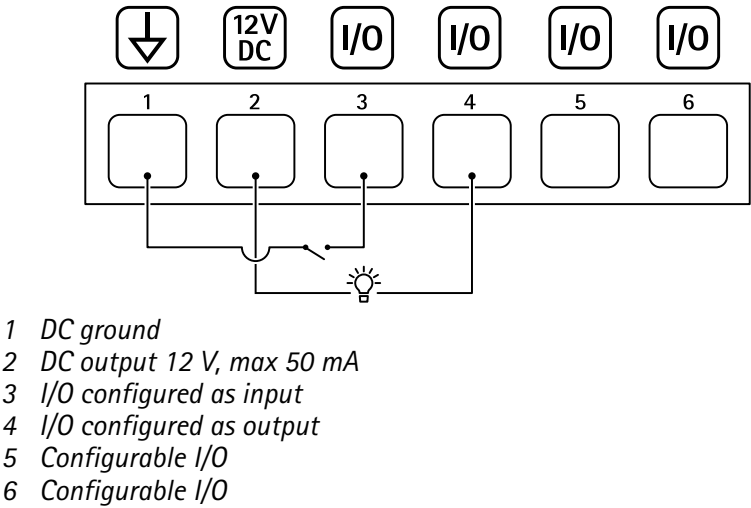 12V DC I/O I/O I/O I/O
1 2 3 4 5 6
1 DC ground
2 DC output 12 V, max 50 mA
3 I/O configured as input
4 I/O configured as output
5 Configurable I/O
6 Configurable I/O